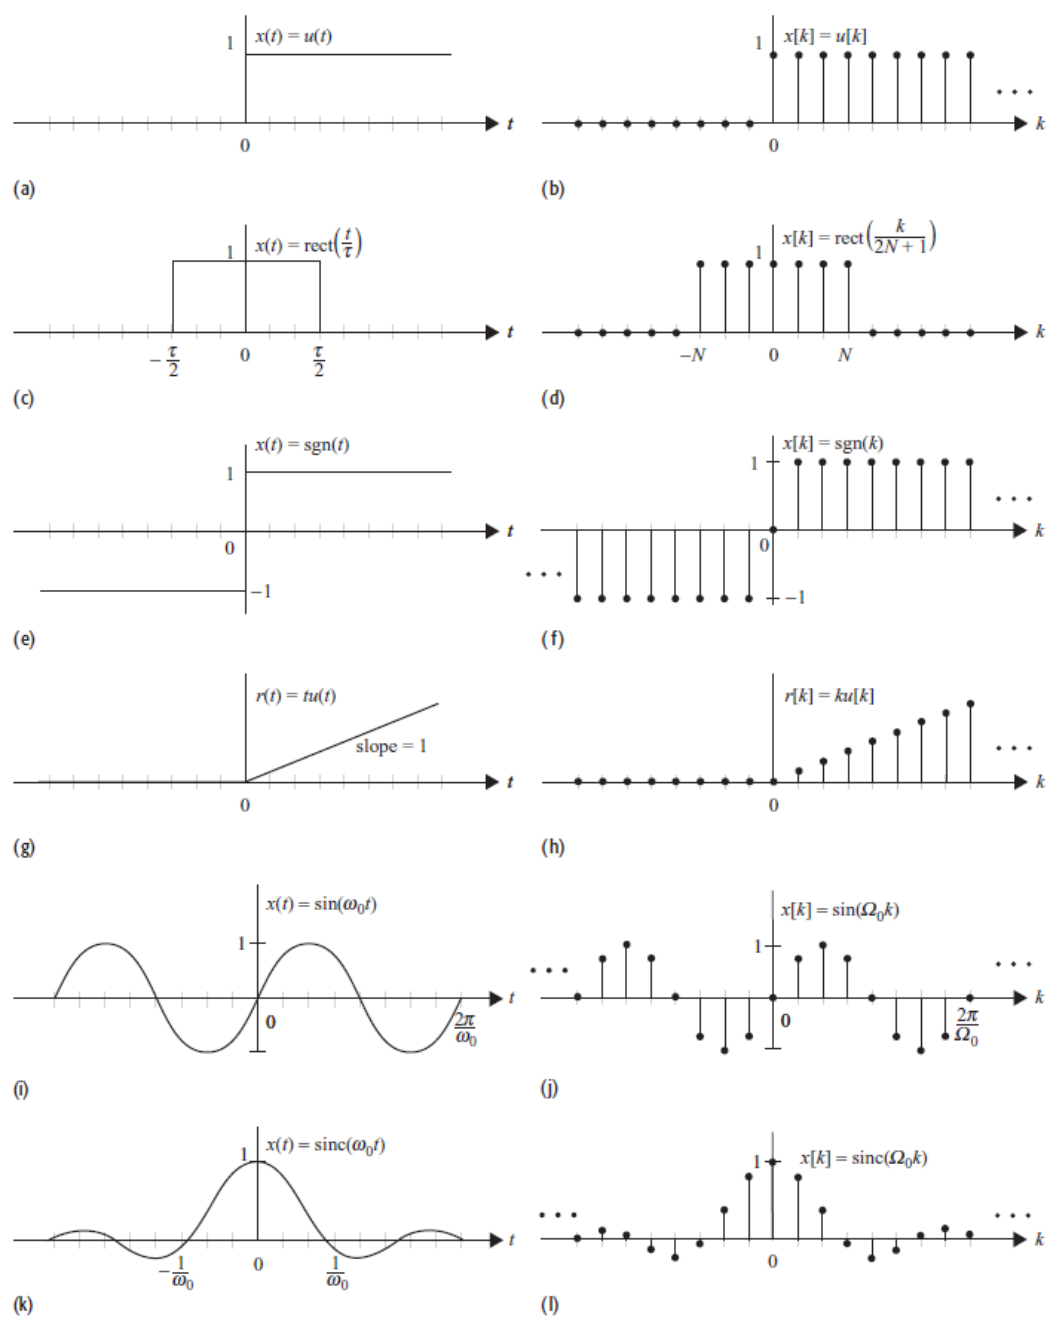 x(t) = u(t)
1
t
0
(a)
x[k] = u[k]
1
k
0
(b)
x(t) = rect(t/τ)
1
t
−τ/2 0 τ/2
(c)
x[k] = rect(k/2N + 1)
1
k
−N 0 N
(d)
x(t) = sgn(t)
1
t
0
−1
(e)
x[k] = sgn(k)
1
k
0
−1
(f)
r(t) = tu(t)
slope = 1
t
0
(g)
r[k] = ku[k]
k
0
(h)
x(t) = sin(ω₀t)
1
t
0 2π/ω₀
(i)
x[k] = sin(Ω₀k)
1
k
0 2π/Ω₀
(j)
x(t) = sinc(ω₀t)
1
t
−1/ω₀ 0 1/ω₀
(k)
x[k] = sinc(Ω₀k)
1
k
0
(l)